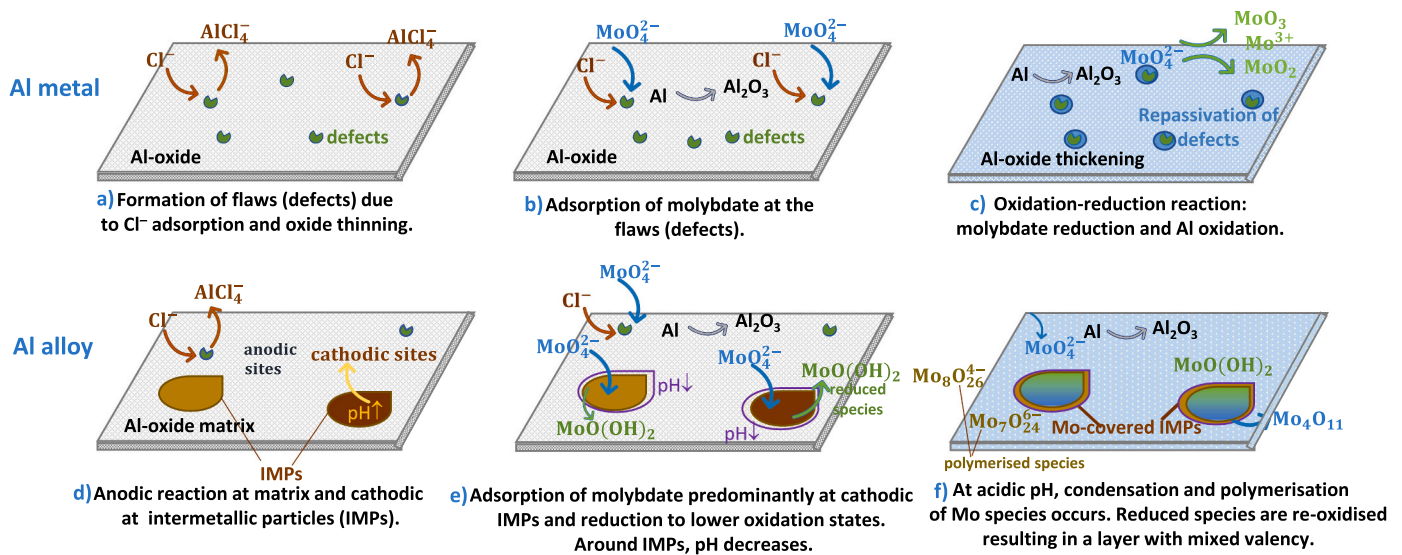 Al metal
AlCl₄⁻
Cl⁻
AlCl₄⁻
Cl⁻
defects
Al-oxide
a) Formation of flaws (defects) due
to Cl⁻ adsorption and oxide thinning.
MoO₄²⁻
MoO₄²⁻
Cl⁻
Cl⁻
Al
Al₂O₃
defects
Al-oxide
b) Adsorption of molybdate at the
flaws (defects).
MoO₃
Mo³⁺
MoO₂
MoO₄²⁻
Al
Al₂O₃
Repassivation of
defects
Al-oxide thickening
c) Oxidation-reduction reaction:
molybdate reduction and Al oxidation.
Al alloy
AlCl₄⁻
Cl⁻
anodic
sites
cathodic sites
pH↑
Al-oxide matrix
IMPs
d) Anodic reaction at matrix and cathodic
at intermetallic particles (IMPs).
MoO₄²⁻
Cl⁻
Al
Al₂O₃
MoO₄²⁻
MoO₄²⁻
pH↓
MoO(OH)₂
reduced
species
MoO(OH)₂
pH↓
e) Adsorption of molybdate predominantly at cathodic
IMPs and reduction to lower oxidation states.
Around IMPs, pH decreases.
Al
Al₂O₃
MoO₄²⁻
MoO(OH)₂
Mo₈O₂₆⁴⁻
Mo₇O₂₄⁶⁻
Mo-covered IMPs
Mo₄O₁₁
polymerised species
f) At acidic pH, condensation and polymerisation
of Mo species occurs. Reduced species are re-oxidised
resulting in a layer with mixed valency.